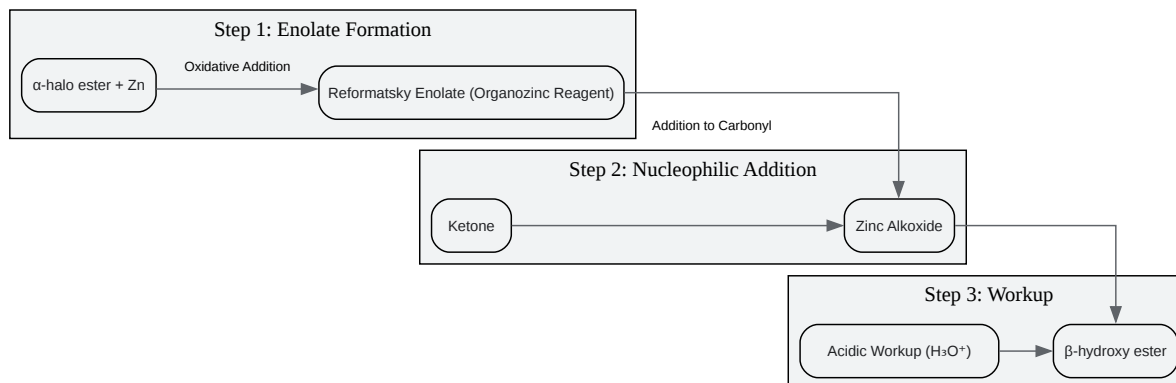 Step 1: Enolate Formation
α-halo ester + Zn
Oxidative Addition
Reformatsky Enolate (Organozinc Reagent)
Addition to Carbonyl
Step 2: Nucleophilic Addition
Ketone
Zinc Alkoxide
Step 3: Workup
Acidic Workup (H₃O⁺)
β-hydroxy ester